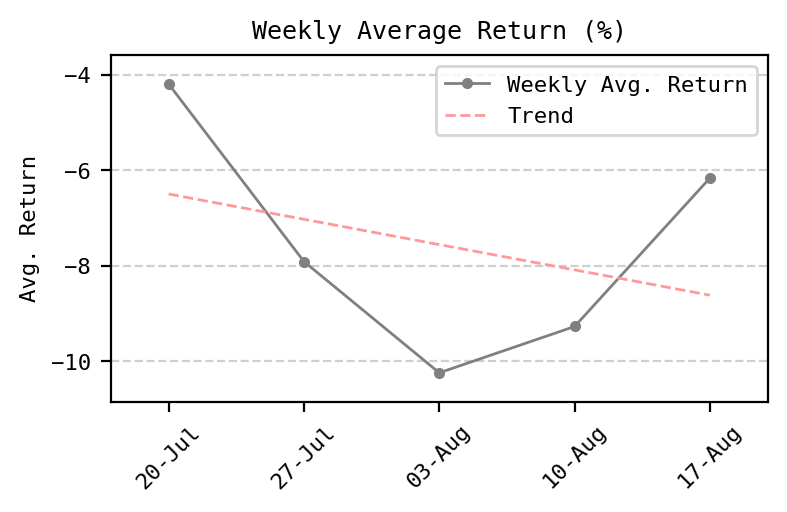 Weekly Average Return (%)
Weekly Avg. Return
Trend
Avg. Return
−4
−6
−8
−10
20-Jul
27-Jul
03-Aug
10-Aug
17-Aug